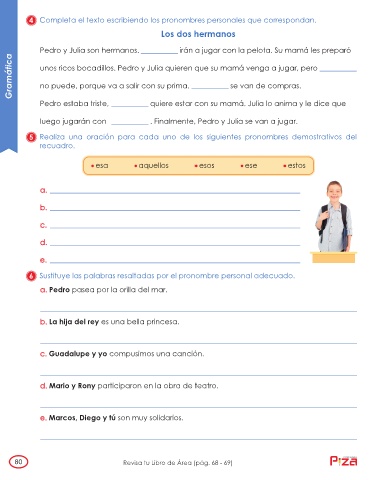 Gramática
4 Completa el texto escribiendo los pronombres personales que correspondan.
Los dos hermanos
Pedro y Julia son hermanos. __________ irán a jugar con la pelota. Su mamá les preparó
unos ricos bocadillos. Pedro y Julia quieren que su mamá venga a jugar, pero __________
no puede, porque va a salir con su prima. __________ se van de compras.
Pedro estaba triste, __________ quiere estar con su mamá. Julia lo anima y le dice que
luego jugarán con __________ . Finalmente, Pedro y Julia se van a jugar.
5 Realiza una oración para cada uno de los siguientes pronombres demostrativos del
recuadro.
• esa • aquellos • esos • ese • estos
a.
b.
c.
d.
e.
6 Sustituye las palabras resaltadas por el pronombre personal adecuado.
a. Pedro pasea por la orilla del mar.
b. La hija del rey es una bella princesa.
c. Guadalupe y yo compusimos una canción.
d. Mario y Rony participaron en la obra de teatro.
e. Marcos, Diego y tú son muy solidarios.
80
Revisa tu Libro de Área (pág. 68 - 69)